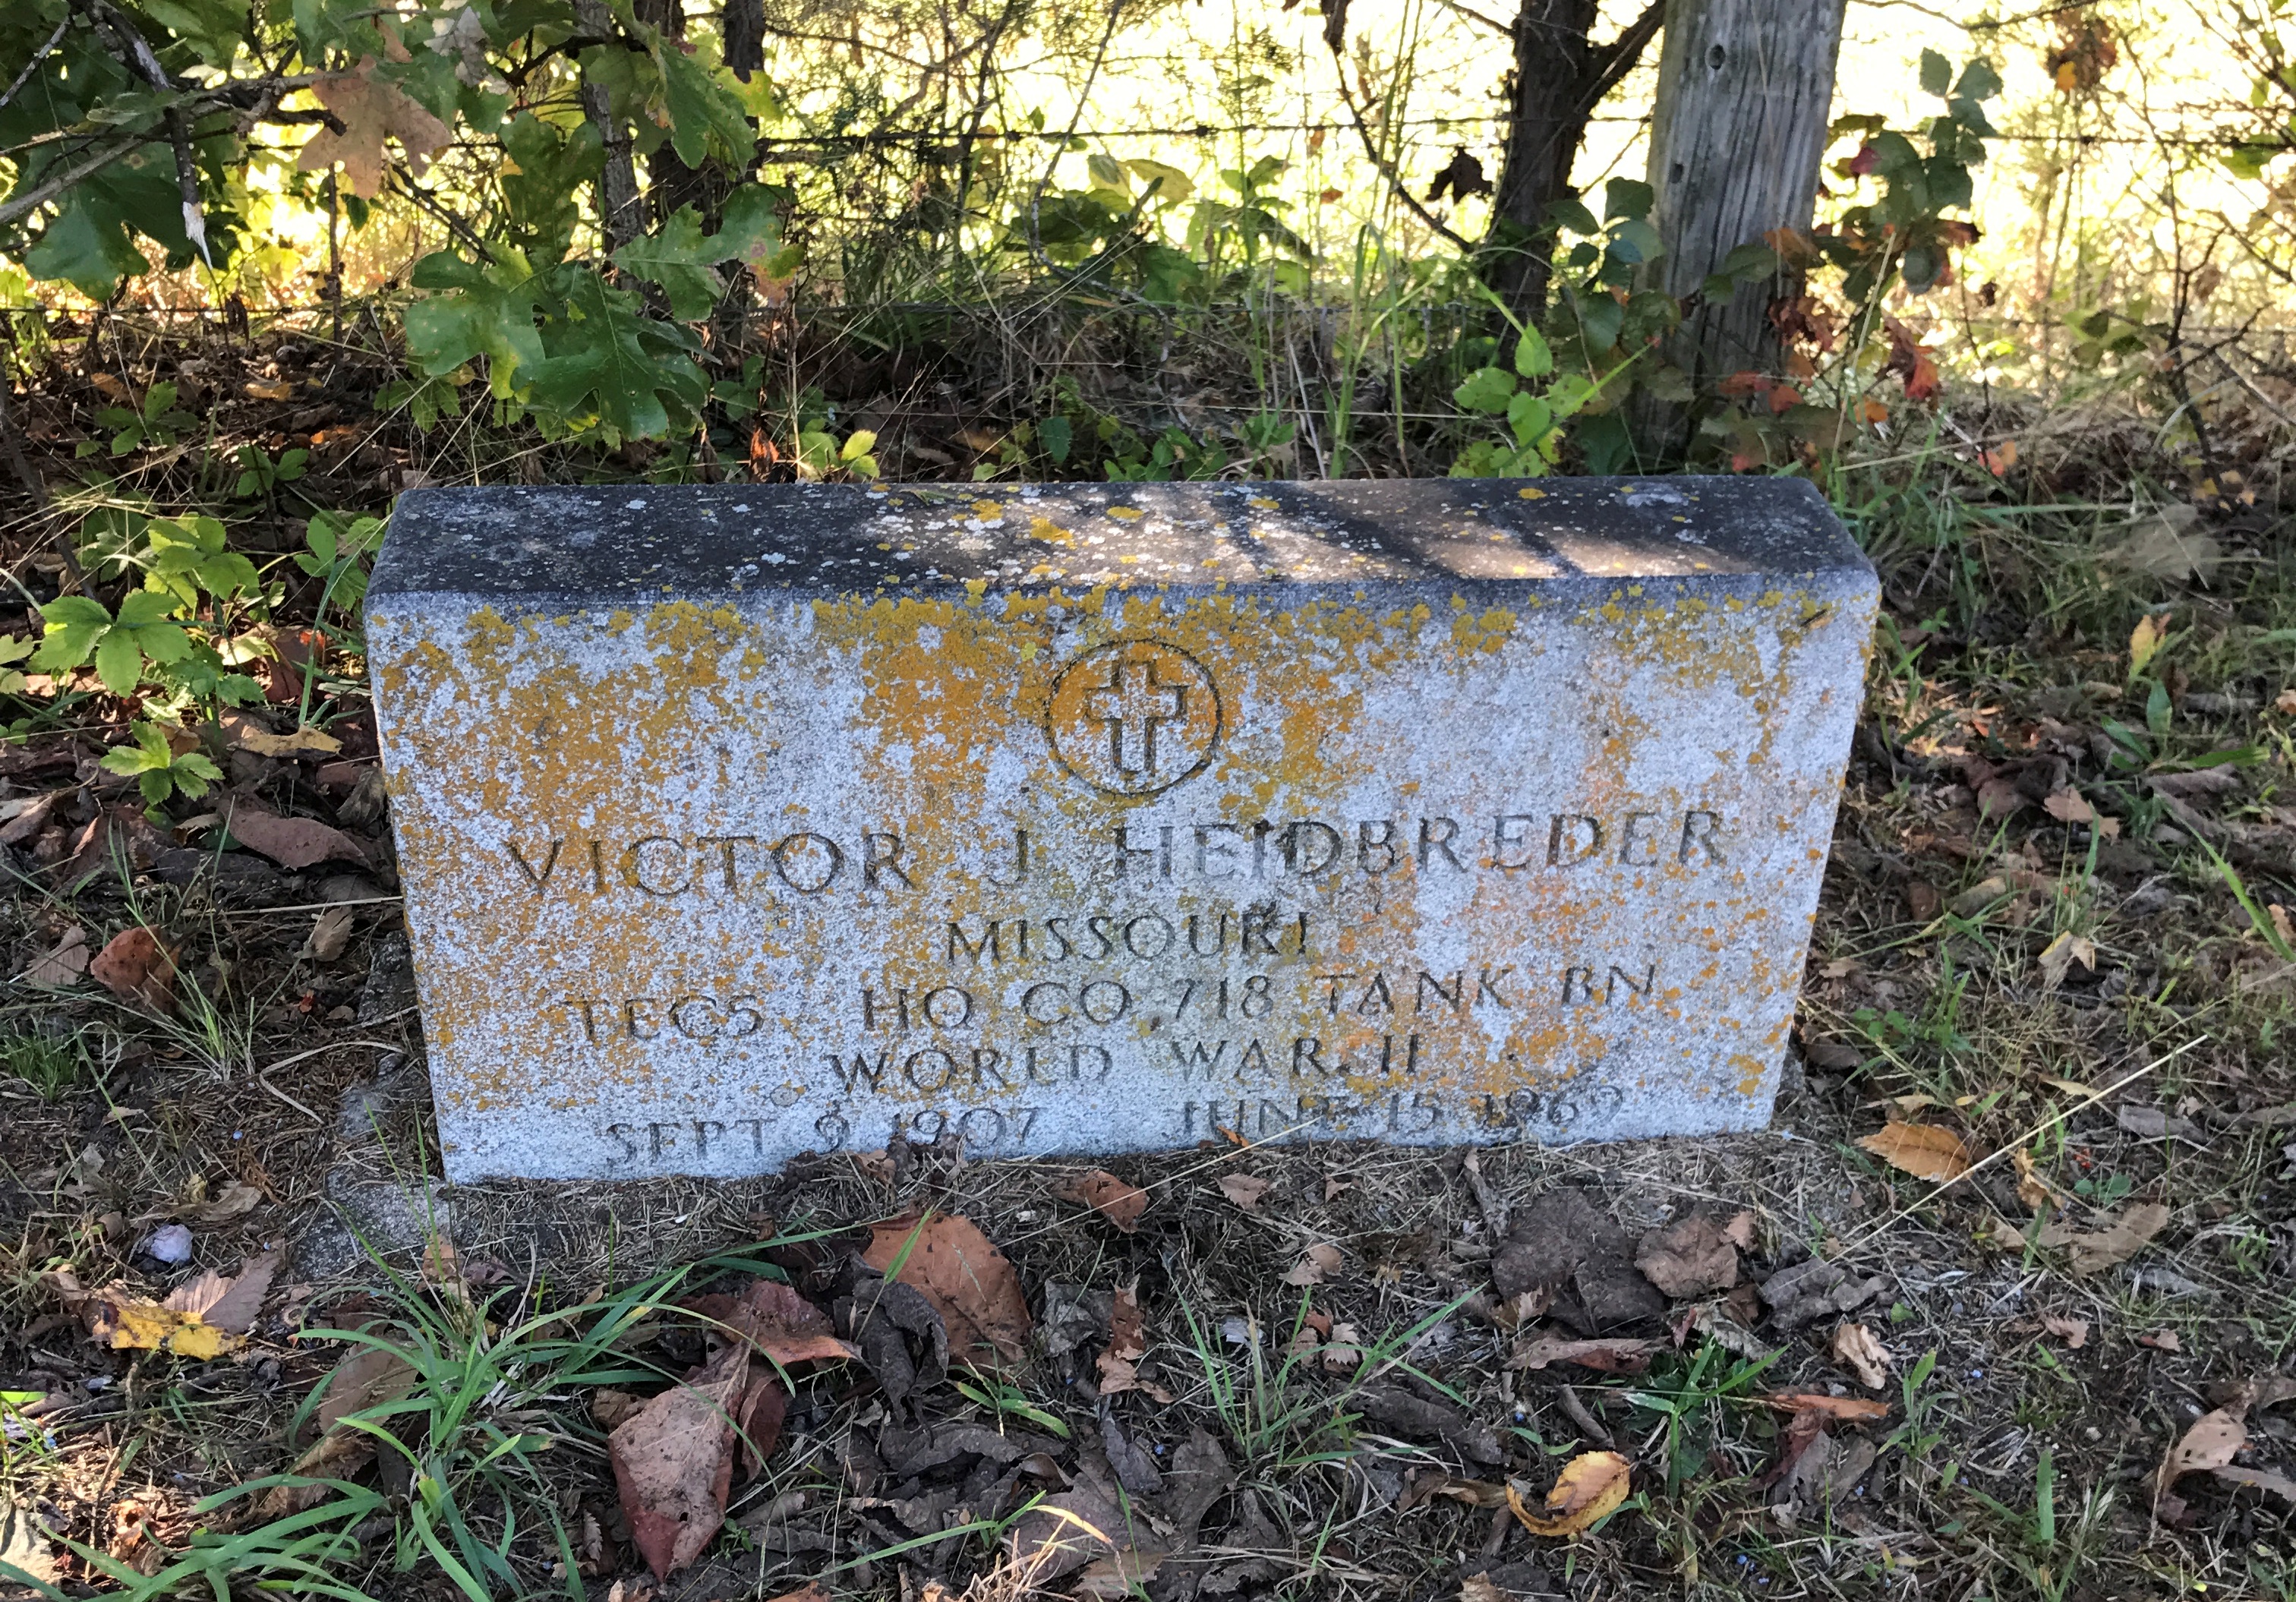 VICTOR J HEIDBREDER
MISSOURI
TEC5 HQ CO 718 TANK BN
WORLD WAR II
SEPT 9 1907 JUNE 15 1969